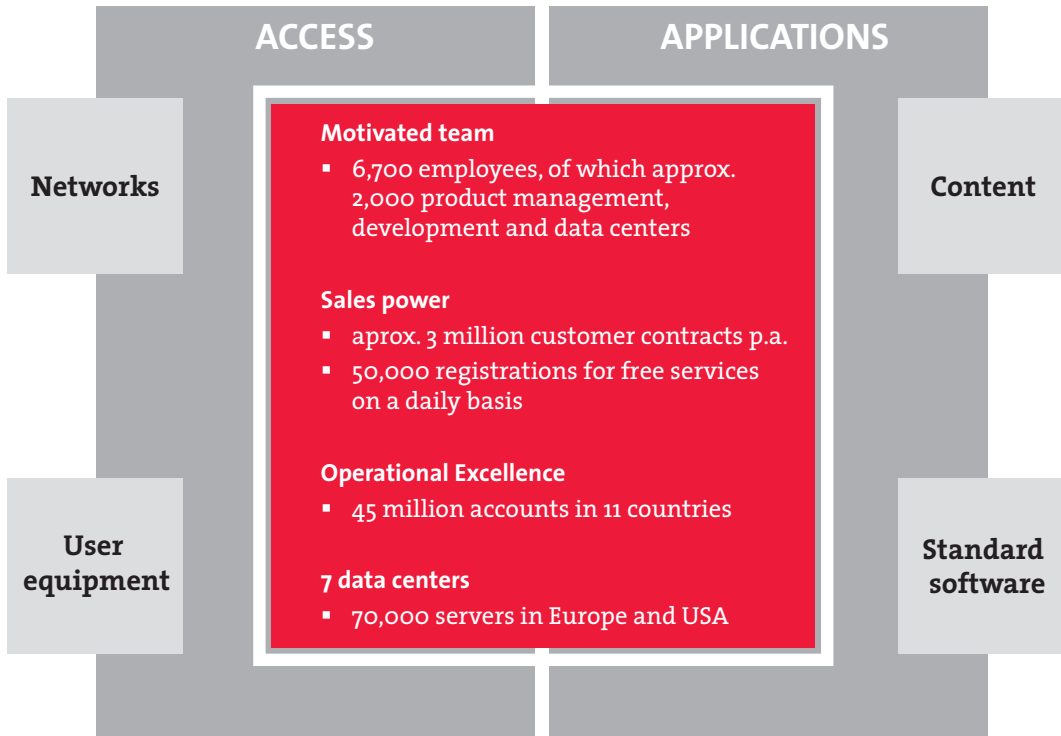 ACCESS
APPLICATIONS
Networks
Motivated team
▪ 6,700 employees, of which approx.
2,000 product management,
development and data centers
Sales power
▪ aprox. 3 million customer contracts p.a.
▪ 50,000 registrations for free services
on a daily basis
Operational Excellence
▪ 45 million accounts in 11 countries
7 data centers
▪ 70,000 servers in Europe and USA
Content
User
equipment
Standard
software